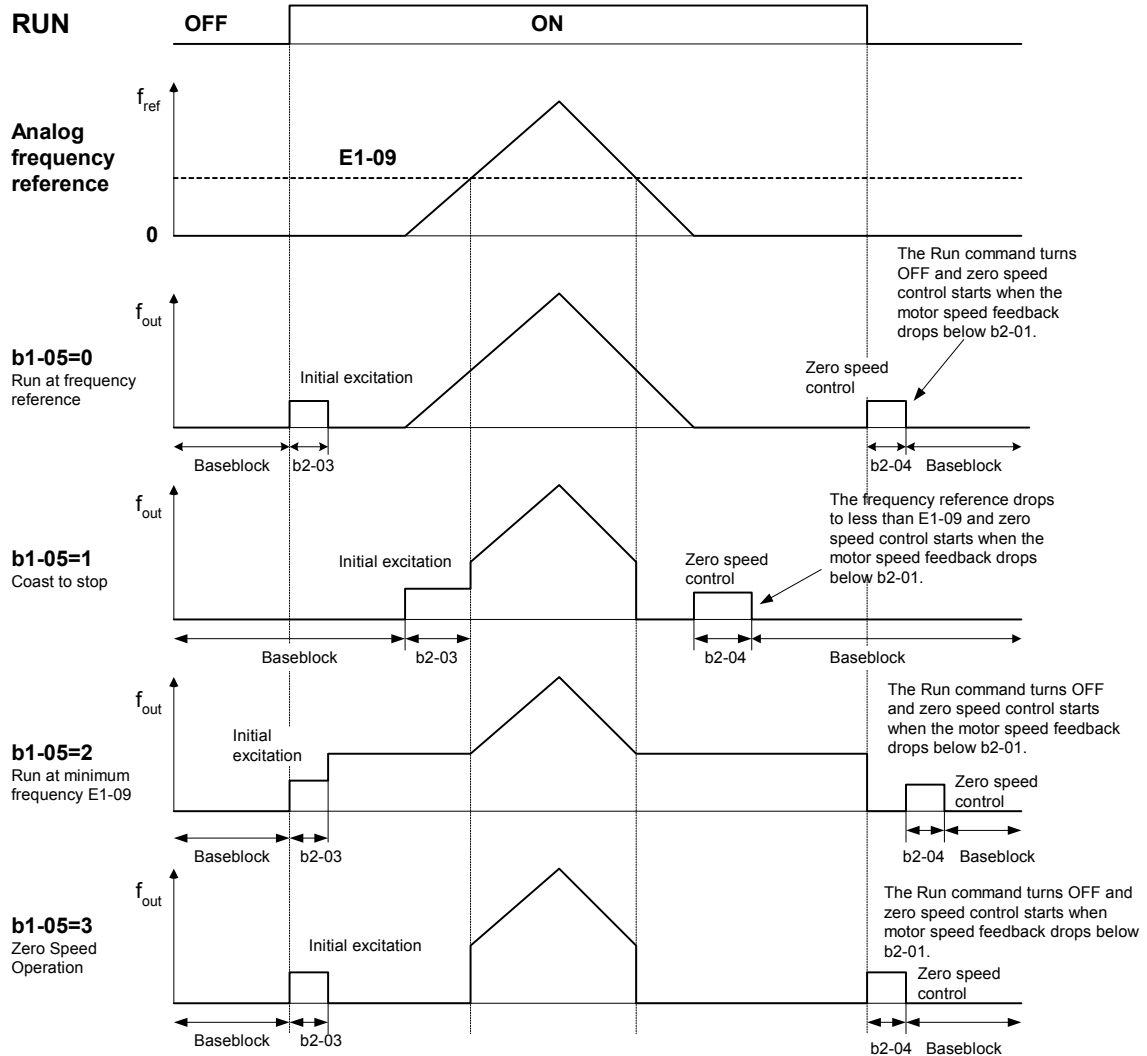 RUN
OFF
ON
f_ref
Analog
frequency
reference
E1-09
0
The Run command turns
OFF and zero speed
control starts when the
motor speed feedback
drops below b2-01.
f_out
b1-05=0
Run at frequency
reference
Initial excitation
Zero speed
control
Baseblock
b2-03
b2-04
Baseblock
The frequency reference drops
to less than E1-09 and zero
speed control starts when the
motor speed feedback drops
below b2-01.
f_out
b1-05=1
Coast to stop
Initial excitation
Zero speed
control
Baseblock
b2-03
b2-04
Baseblock
The Run command turns OFF
and zero speed control starts
when the motor speed feedback
drops below b2-01.
f_out
b1-05=2
Run at minimum
frequency E1-09
Initial
excitation
Zero speed
control
Baseblock
b2-03
b2-04
Baseblock
The Run command turns OFF and
zero speed control starts when
motor speed feedback drops below
b2-01.
f_out
b1-05=3
Zero Speed
Operation
Initial excitation
Zero speed
control
Baseblock
b2-03
b2-04
Baseblock